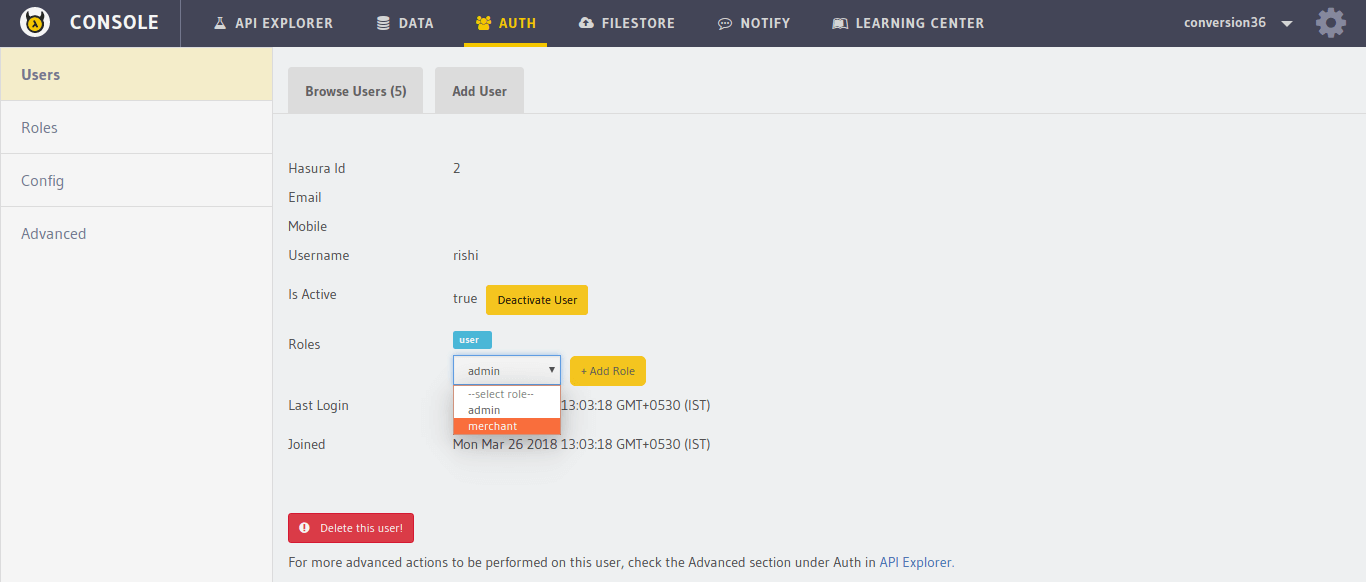 CONSOLE API EXPLORER DATA AUTH FILESTORE NOTIFY LEARNING CENTER conversion36
Users
Roles
Config
Advanced
Browse Users (5) Add User
Hasura Id 2
Email
Mobile
Username rishi
Is Active true Deactivate User
Roles user
admin + Add Role
--select role--
admin
merchant
Last Login 13:03:18 GMT+0530 (IST)
Joined Mon Mar 26 2018 13:03:18 GMT+0530 (IST)
Delete this user!
For more advanced actions to be performed on this user, check the Advanced section under Auth in API Explorer.